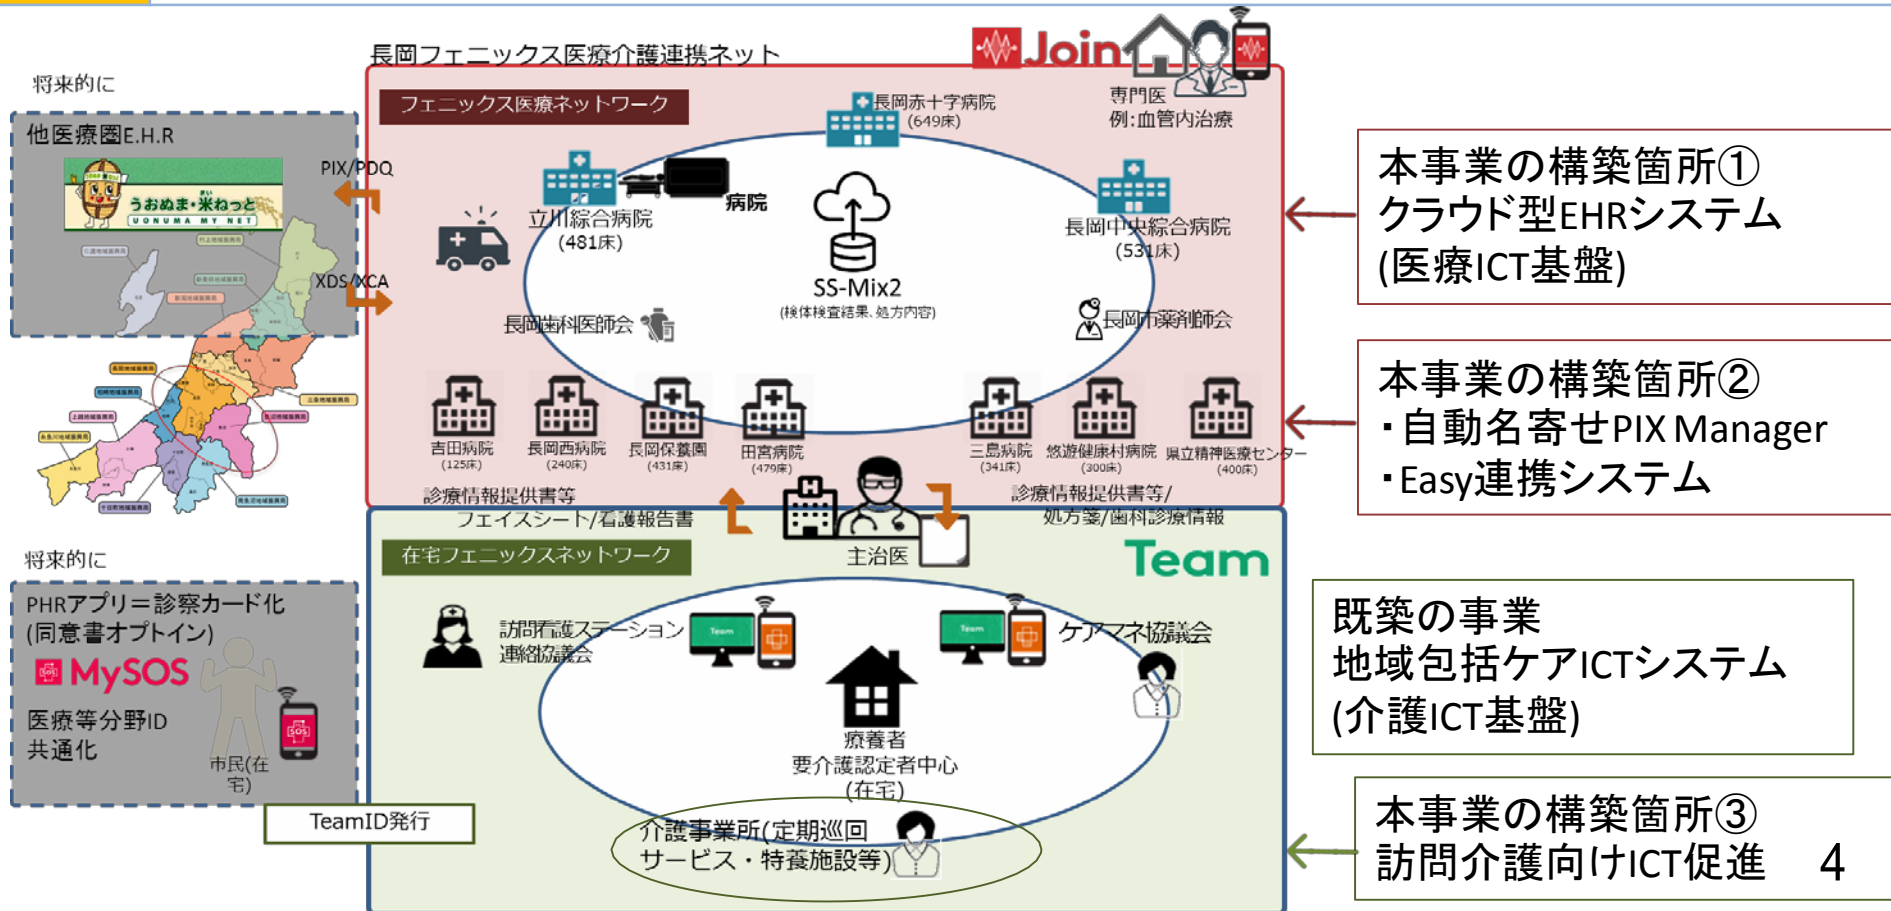 長岡フェニックス医療介護連携ネット
Join
将来的に
他医療圏E.H.R
うおぬま・米ねっと
まい
UONUMA MY NET
PIX/PDQ
XDS/XCA
フェニックス医療ネットワーク
長岡赤十字病院
(649床)
専門医
例:血管内治療
立川綜合病院
(481床)
病院
長岡中央綜合病院
(531床)
SS-Mix2
(検体検査結果、処方内容)
長岡歯科医師会
長岡市薬剤師会
吉田病院
(125床)
長岡西病院
(240床)
長岡保養園
(431床)
田宮病院
(479床)
三島病院
(341床)
悠遊健康村病院
(300床)
県立精神医療センター
(400床)
診療情報提供書等
フェイスシート/看護報告書
診療情報提供書等/
処方箋/歯科診療情報
主治医
在宅フェニックスネットワーク
Team
訪問看護ステーション
連絡協議会
Team
Team
ケアマネ協議会
療養者
要介護認定者中心
(在宅)
介護事業所(定期巡回
サービス・特養施設等)
将来的に
PHRアプリ＝診察カード化
(同意書オプトイン)
SOS
MySOS
医療等分野ID
共通化
SOS
市民(在
宅)
TeamID発行
本事業の構築箇所①
クラウド型EHRシステム
(医療ICT基盤)
本事業の構築箇所②
・自動名寄せPIX Manager
・Easy連携システム
既築の事業
地域包括ケアICTシステム
(介護ICT基盤)
本事業の構築箇所③
訪問介護向けICT促進
4